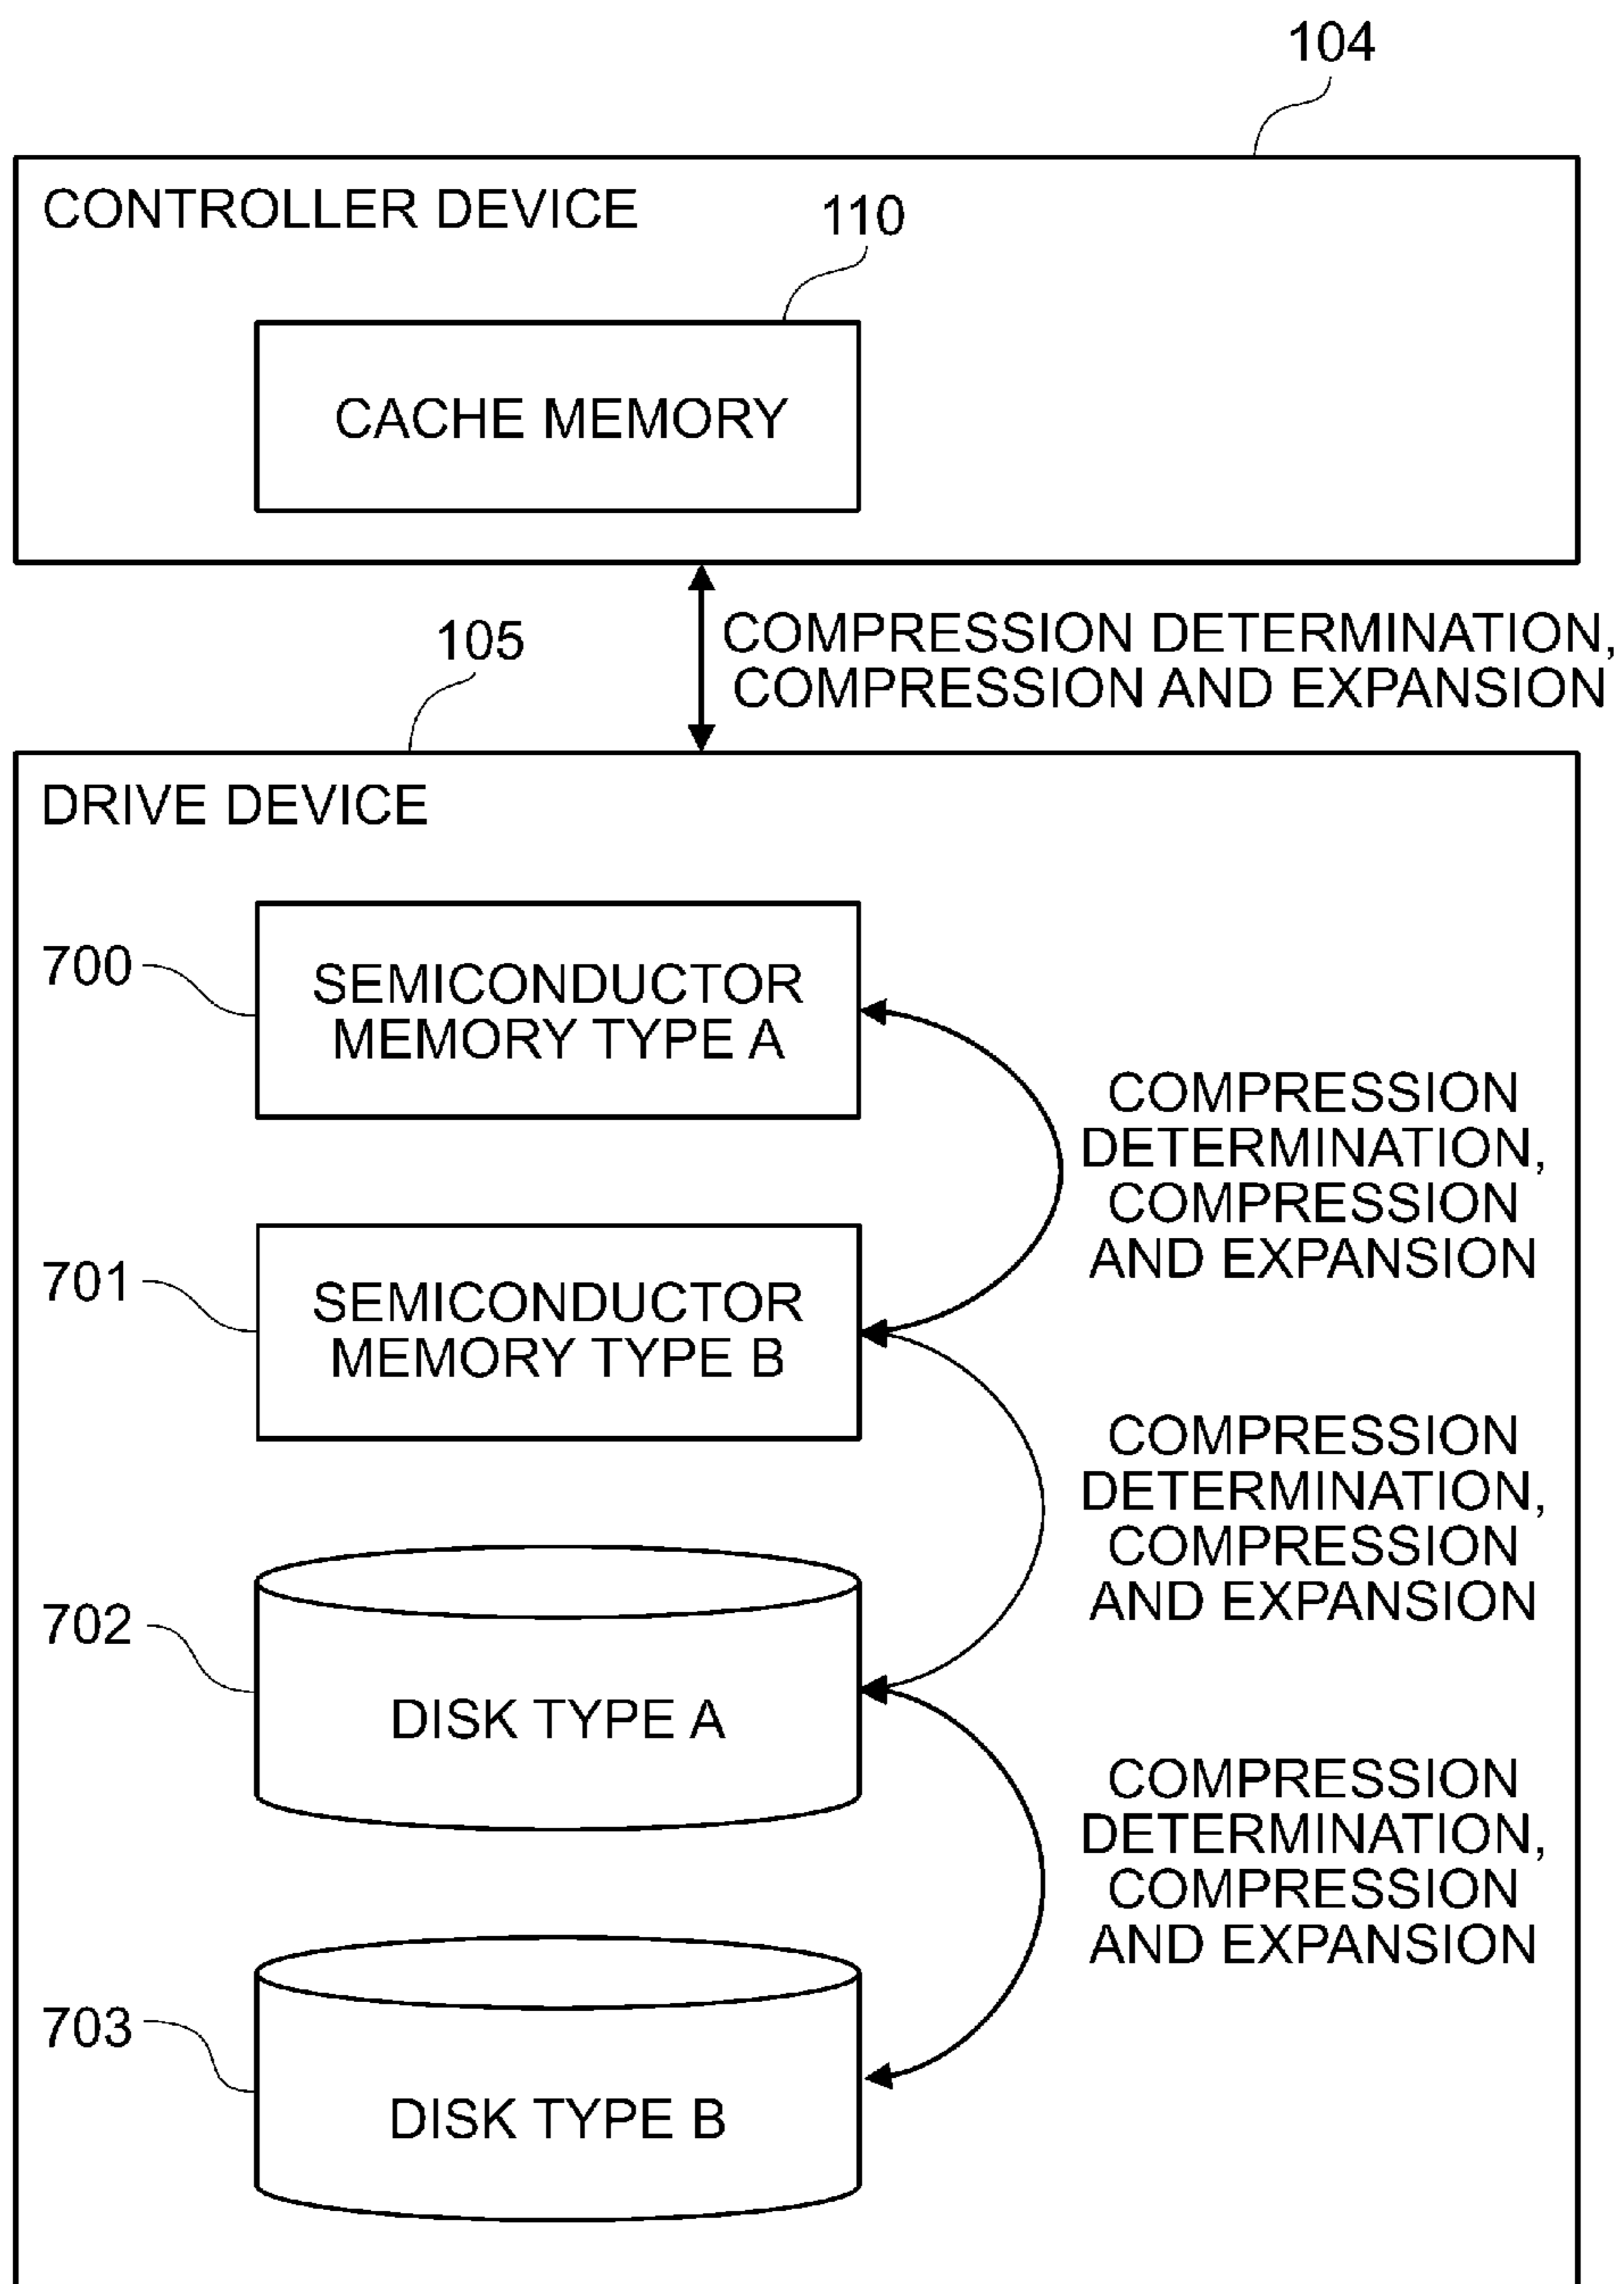 104
CONTROLLER DEVICE
110
CACHE MEMORY
105
COMPRESSION DETERMINATION,
COMPRESSION AND EXPANSION
DRIVE DEVICE
700
SEMICONDUCTOR
MEMORY TYPE A
COMPRESSION
DETERMINATION,
COMPRESSION
AND EXPANSION
701
SEMICONDUCTOR
MEMORY TYPE B
COMPRESSION
DETERMINATION,
COMPRESSION
AND EXPANSION
702
DISK TYPE A
COMPRESSION
DETERMINATION,
COMPRESSION
AND EXPANSION
703
DISK TYPE B